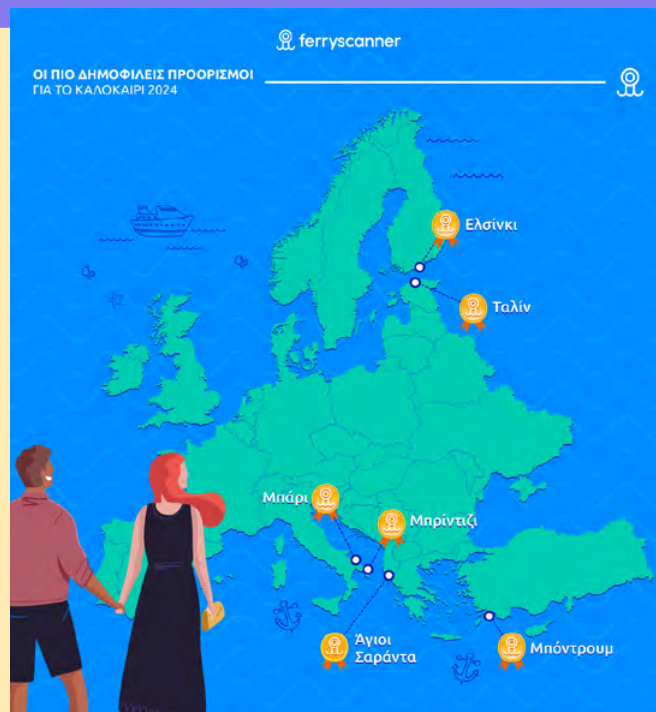 ferryscanner
ΟΙ ΠΙΟ ΔΗΜΟΦΙΛΕΙΣ ΠΡΟΟΡΙΣΜΟΙ
ΓΙΑ ΤΟ ΚΑΛΟΚΑΙΡΙ 2024
Ελσίνκι
Ταλίν
Μπάρι
Μπρίντιζι
Άγιοι
Σαράντα
Μπόντρουμ